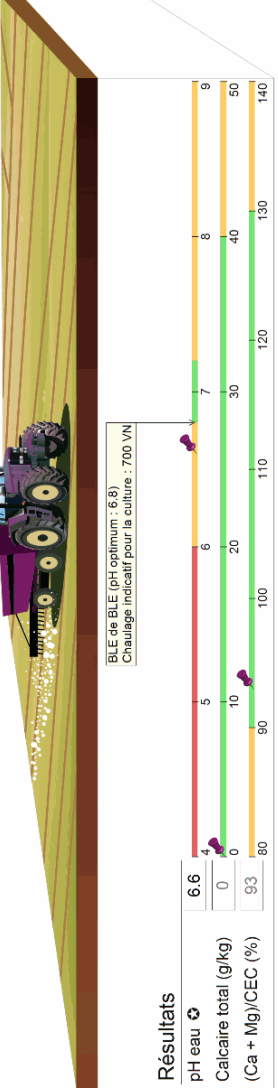 BLE de BLE (pH optimum : 6.8)
Chaulage indicatif pour la culture : 700 VN
Résultats
pH eau ✪ 6.6
4 5 6 7 8 9
Calcaire total (g/kg) 0
0 10 20 30 40 50
(Ca + Mg)/CEC (%) 93
80 90 100 110 120 130 140